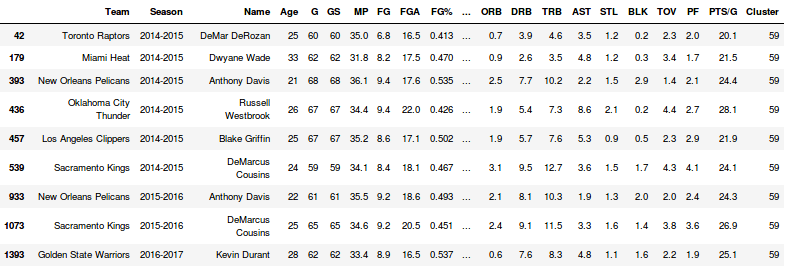 Team Season Name Age G GS MP FG FGA FG% ... ORB DRB TRB AST STL BLK TOV PF PTS/G Cluster
42 Toronto Raptors 2014-2015 DeMar DeRozan 25 60 60 35.0 6.8 16.5 0.413 ... 0.7 3.9 4.6 3.5 1.2 0.2 2.3 2.0 20.1 59
179 Miami Heat 2014-2015 Dwyane Wade 33 62 62 31.8 8.2 17.5 0.470 ... 0.9 2.6 3.5 4.8 1.2 0.3 3.4 1.7 21.5 59
393 New Orleans Pelicans 2014-2015 Anthony Davis 21 68 68 36.1 9.4 17.6 0.535 ... 2.5 7.7 10.2 2.2 1.5 2.9 1.4 2.1 24.4 59
436 Oklahoma City Thunder 2014-2015 Russell Westbrook 26 67 67 34.4 9.4 22.0 0.426 ... 1.9 5.4 7.3 8.6 2.1 0.2 4.4 2.7 28.1 59
457 Los Angeles Clippers 2014-2015 Blake Griffin 25 67 67 35.2 8.6 17.1 0.502 ... 1.9 5.7 7.6 5.3 0.9 0.5 2.3 2.9 21.9 59
539 Sacramento Kings 2014-2015 DeMarcus Cousins 24 59 59 34.1 8.4 18.1 0.467 ... 3.1 9.5 12.7 3.6 1.5 1.7 4.3 4.1 24.1 59
933 New Orleans Pelicans 2015-2016 Anthony Davis 22 61 61 35.5 9.2 18.6 0.493 ... 2.1 8.1 10.3 1.9 1.3 2.0 2.0 2.4 24.3 59
1073 Sacramento Kings 2015-2016 DeMarcus Cousins 25 65 65 34.6 9.2 20.5 0.451 ... 2.4 9.1 11.5 3.3 1.6 1.4 3.8 3.6 26.9 59
1393 Golden State Warriors 2016-2017 Kevin Durant 28 62 62 33.4 8.9 16.5 0.537 ... 0.6 7.6 8.3 4.8 1.1 1.6 2.2 1.9 25.1 59